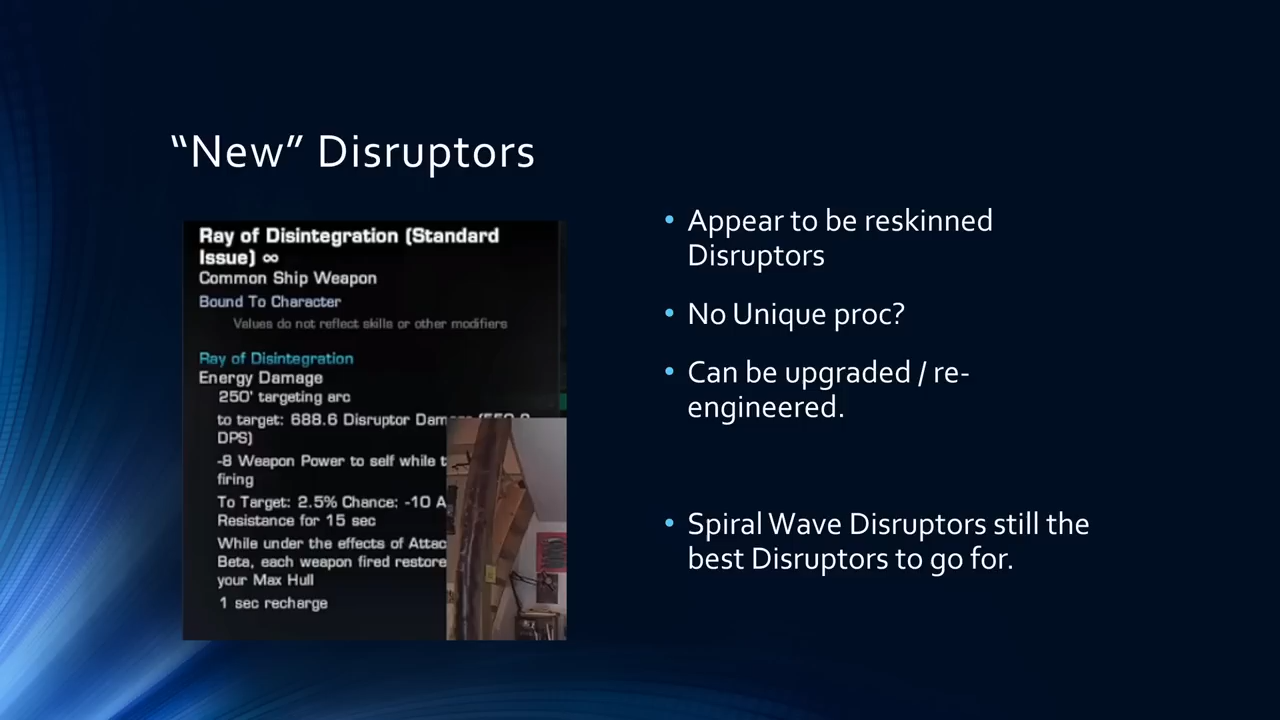 “New” Disruptors
Ray of Disintegration (Standard
Issue) ∞
Common Ship Weapon
Bound To Character
Values do not reflect skills or other modifiers
Ray of Disintegration
Energy Damage
250' targeting arc
to target: 688.6 Disruptor
DPS)
-8 Weapon Power to self while
firing
To Target: 2.5% Chance: -10
Resistance for 15 sec
While under the effects of
Beta, each weapon fired
your Max Hull
1 sec recharge
• Appear to be reskinned
Disruptors
• No Unique proc?
• Can be upgraded / re-
engineered.
• Spiral Wave Disruptors still the
best Disruptors to go for.